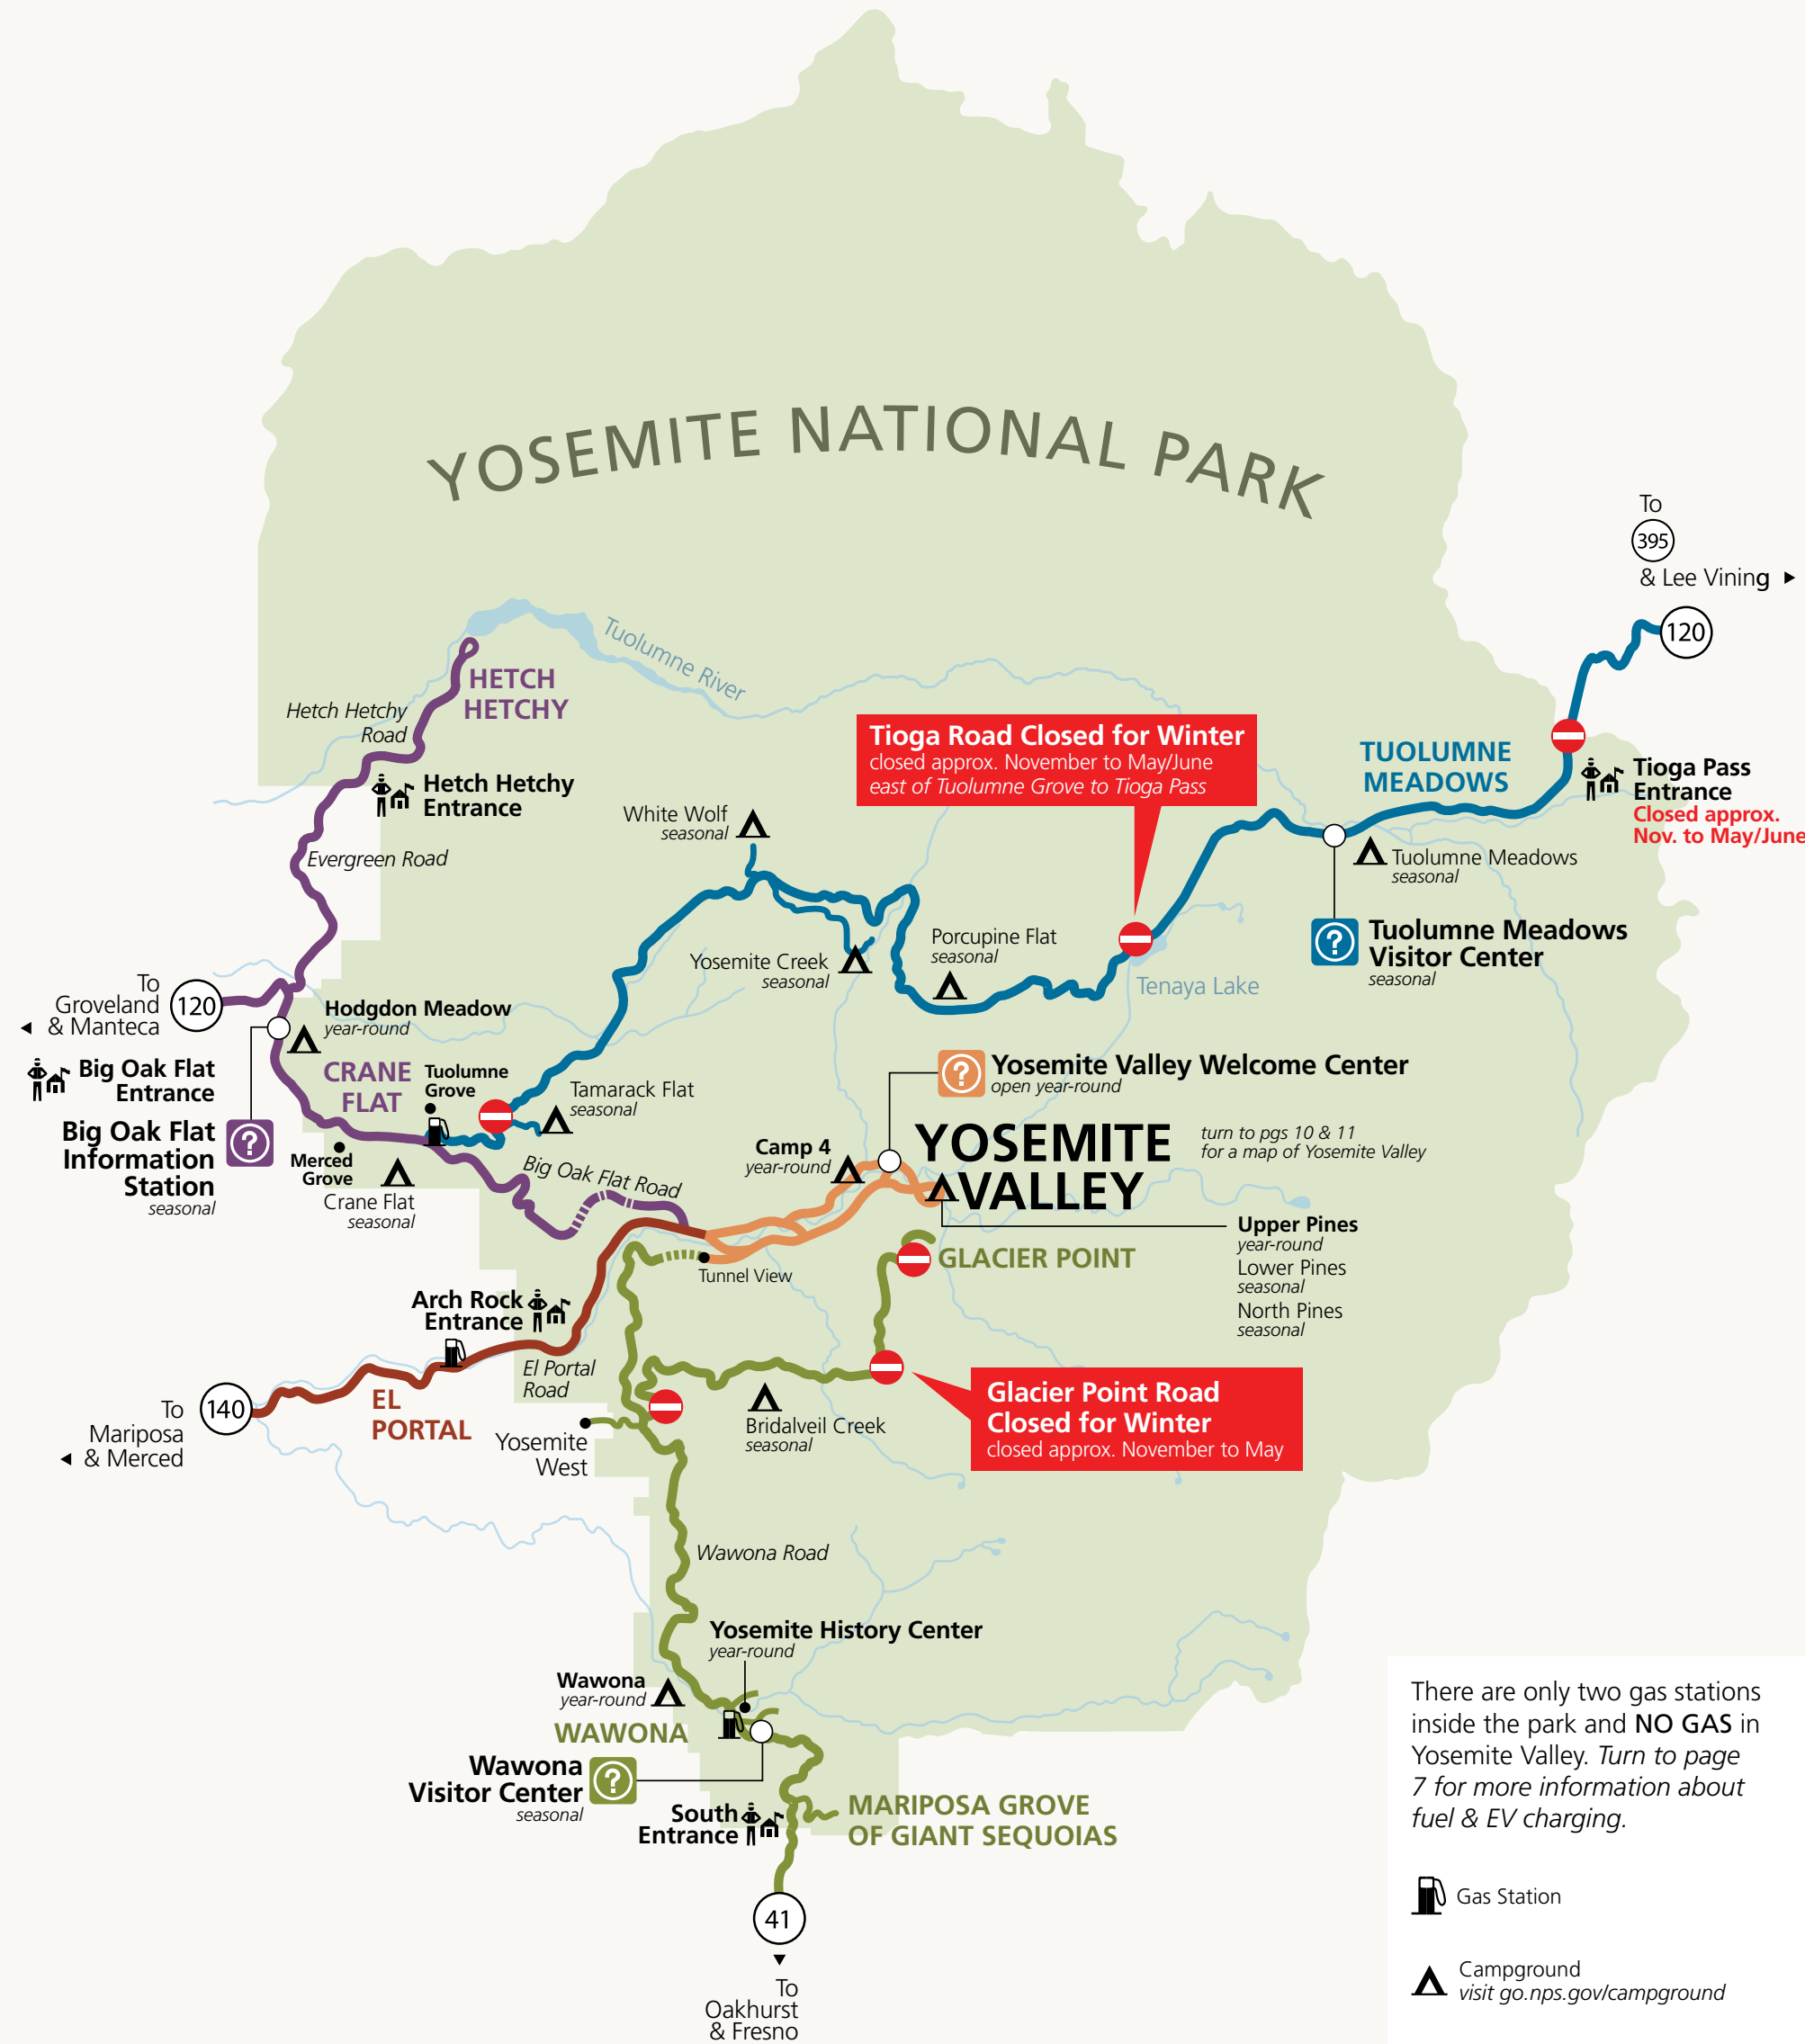 YOSEMITE NATIONAL PARK
To
395
& Lee Vining
120
Tuolumne River
HETCH
HETCHY
Hetch Hetchy
Road
Hetch Hetchy
Entrance
Evergreen Road
Tioga Road Closed for Winter
closed approx. November to May/June
east of Tuolumne Grove to Tioga Pass
TUOLUMNE
MEADOWS
Tioga Pass
Entrance
Closed approx.
Nov. to May/June
White Wolf
seasonal
Tuolumne Meadows
seasonal
Tuolumne Meadows
Visitor Center
seasonal
Yosemite Creek
seasonal
Porcupine Flat
seasonal
Tenaya Lake
To
Groveland
& Manteca
120
Hodgdon Meadow
year-round
Big Oak Flat
Entrance
Big Oak Flat
Information
Station
seasonal
CRANE
FLAT
Tuolumne
Grove
Tamarack Flat
seasonal
Merced
Grove
Crane Flat
seasonal
Big Oak Flat Road
Yosemite Valley Welcome Center
open year-round
Camp 4
year-round
YOSEMITE
VALLEY
turn to pgs 10 & 11
for a map of Yosemite Valley
Upper Pines
year-round
Lower Pines
seasonal
North Pines
seasonal
GLACIER POINT
Tunnel View
Arch Rock
Entrance
El Portal
Road
To
Mariposa
& Merced
140
EL
PORTAL
Yosemite
West
Bridalveil Creek
seasonal
Glacier Point Road
Closed for Winter
closed approx. November to May
Wawona Road
Yosemite History Center
year-round
Wawona
year-round
WAWONA
Wawona
Visitor Center
seasonal
South
Entrance
MARIPOSA GROVE
OF GIANT SEQUOIAS
41
To
Oakhurst
& Fresno
There are only two gas stations
inside the park and NO GAS in
Yosemite Valley. Turn to page
7 for more information about
fuel & EV charging.
Gas Station
Campground
visit go.nps.gov/campground